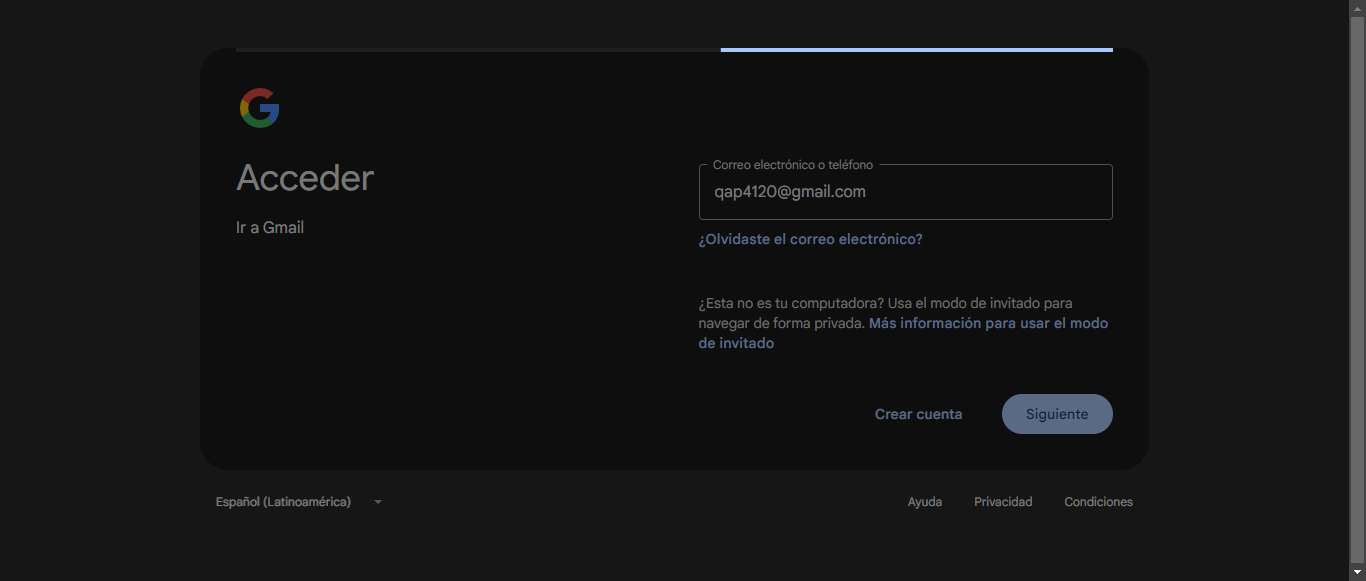 Acceder
Ir a Gmail
Correo electrónico o teléfono
qap4120@gmail.com
¿Olvidaste el correo electrónico?
¿Esta no es tu computadora? Usa el modo de invitado para
navegar de forma privada. Más información para usar el modo
de invitado
Crear cuenta
Siguiente
Español (Latinoamérica)
Ayuda
Privacidad
Condiciones